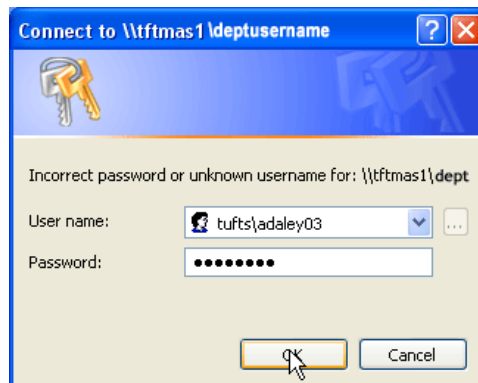 Connect to \\tftmas1\deptusername
Incorrect password or unknown username for: \\tftmas1\dept
User name: tufts\adaley03 ...
Password: ●●●●●●●●
OK Cancel